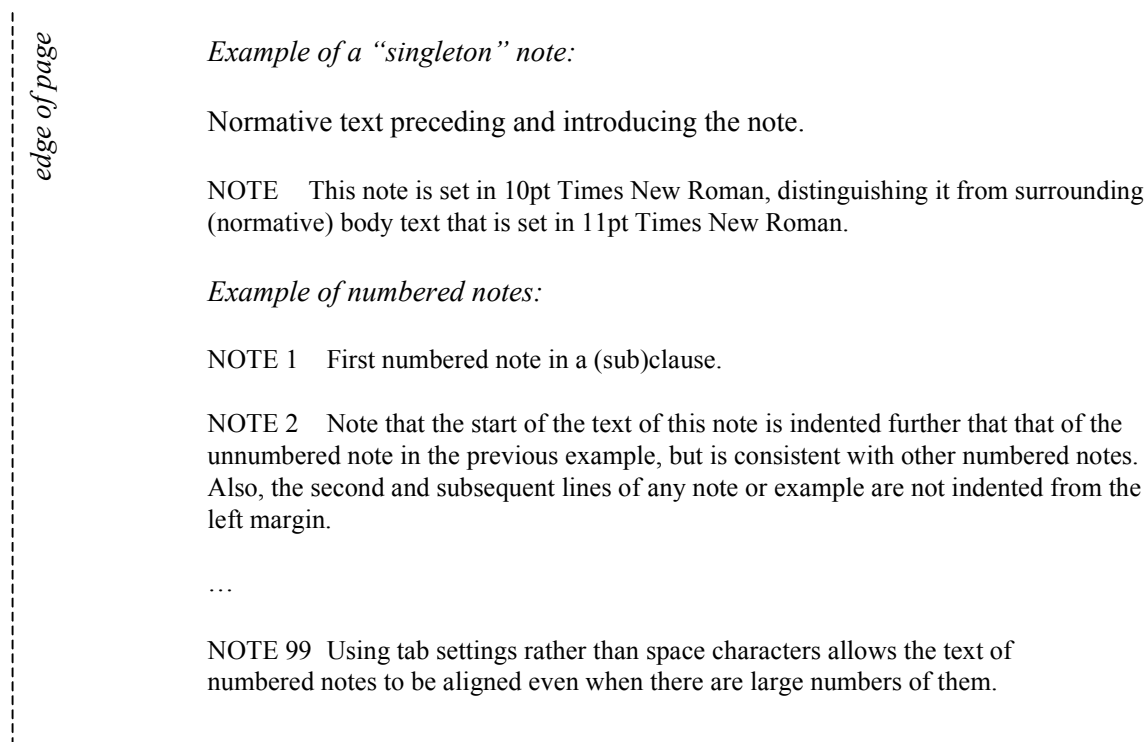 edge of page
Example of a “singleton” note:
Normative text preceding and introducing the note.
NOTE This note is set in 10pt Times New Roman, distinguishing it from surrounding
(normative) body text that is set in 11pt Times New Roman.
Example of numbered notes:
NOTE 1 First numbered note in a (sub)clause.
NOTE 2 Note that the start of the text of this note is indented further that that of the
unnumbered note in the previous example, but is consistent with other numbered notes.
Also, the second and subsequent lines of any note or example are not indented from the
left margin.
…
NOTE 99 Using tab settings rather than space characters allows the text of
numbered notes to be aligned even when there are large numbers of them.